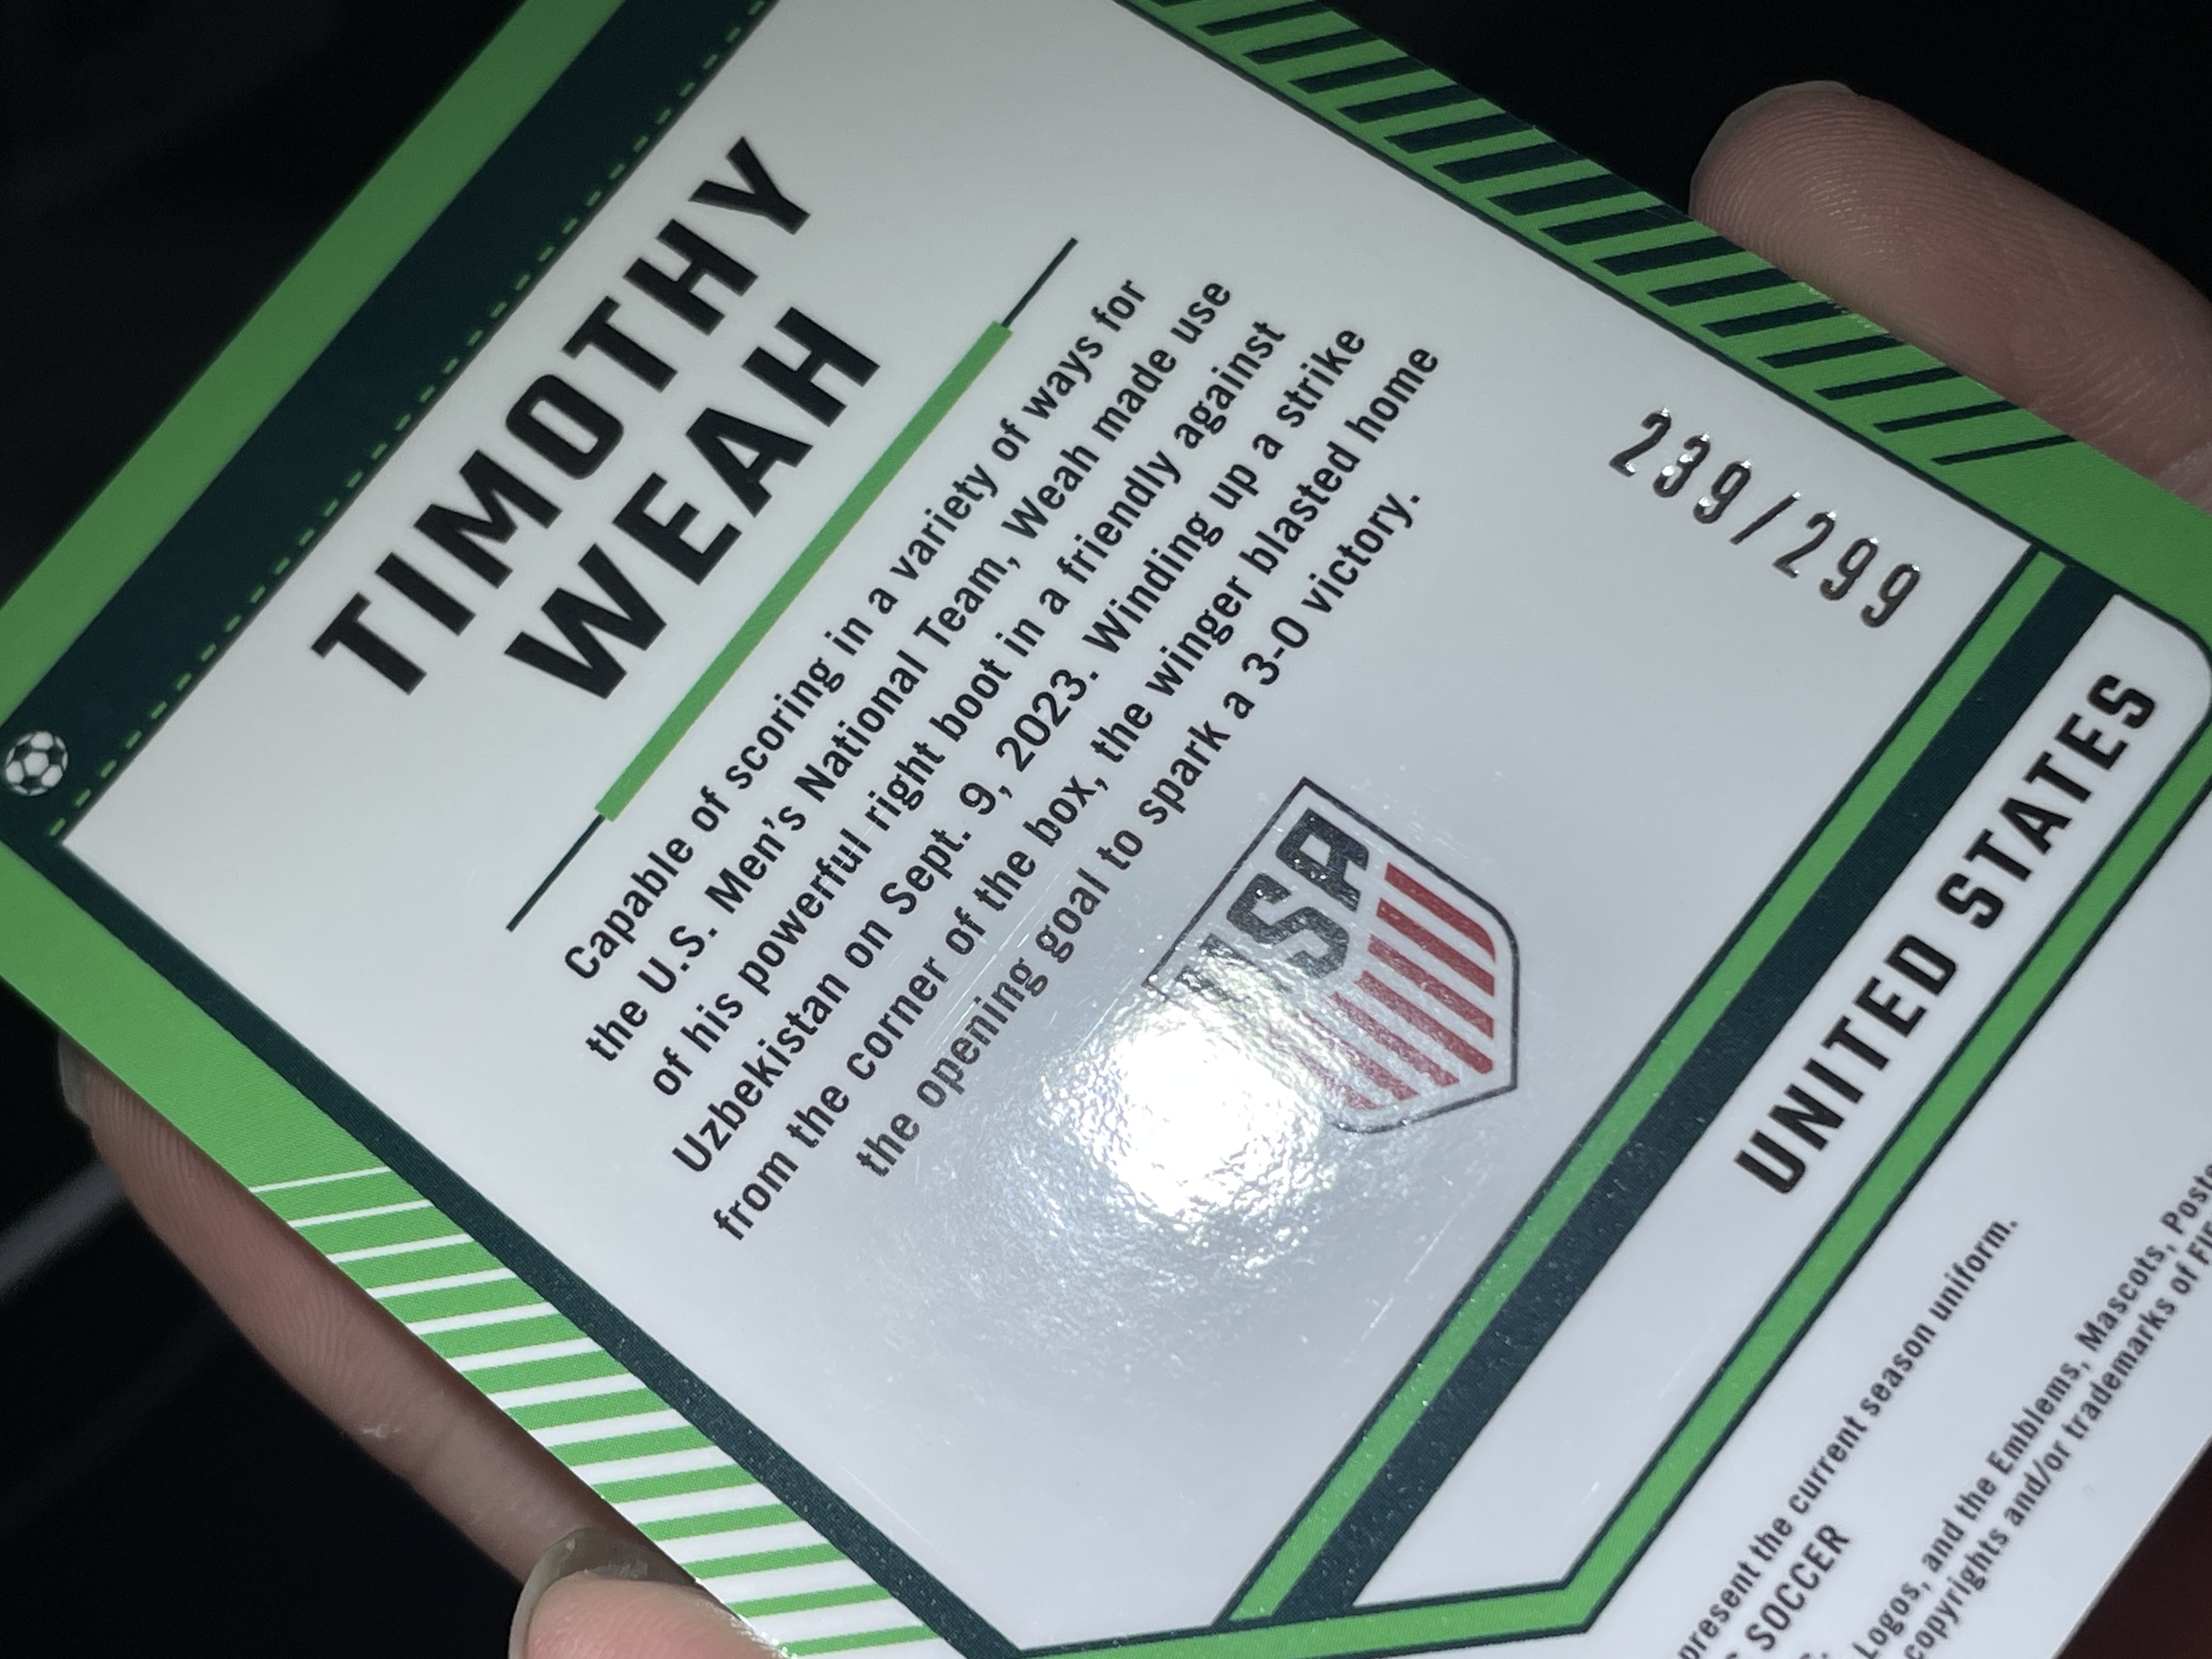 TIMOTHY
WEAH
Capable of scoring in a variety of ways for
the U.S. Men's National Team, Weah made use
of his powerful right boot in a friendly against
Uzbekistan on Sept. 9, 2023. Winding up a strike
from the corner of the box, the winger blasted home
the opening goal to spark a 3-0 victory.
239/299
USA
UNITED STATES
present the current season uniform.
SOCCER
Logos, and the Emblems, Mascots,
copyrights and/or trademarks of